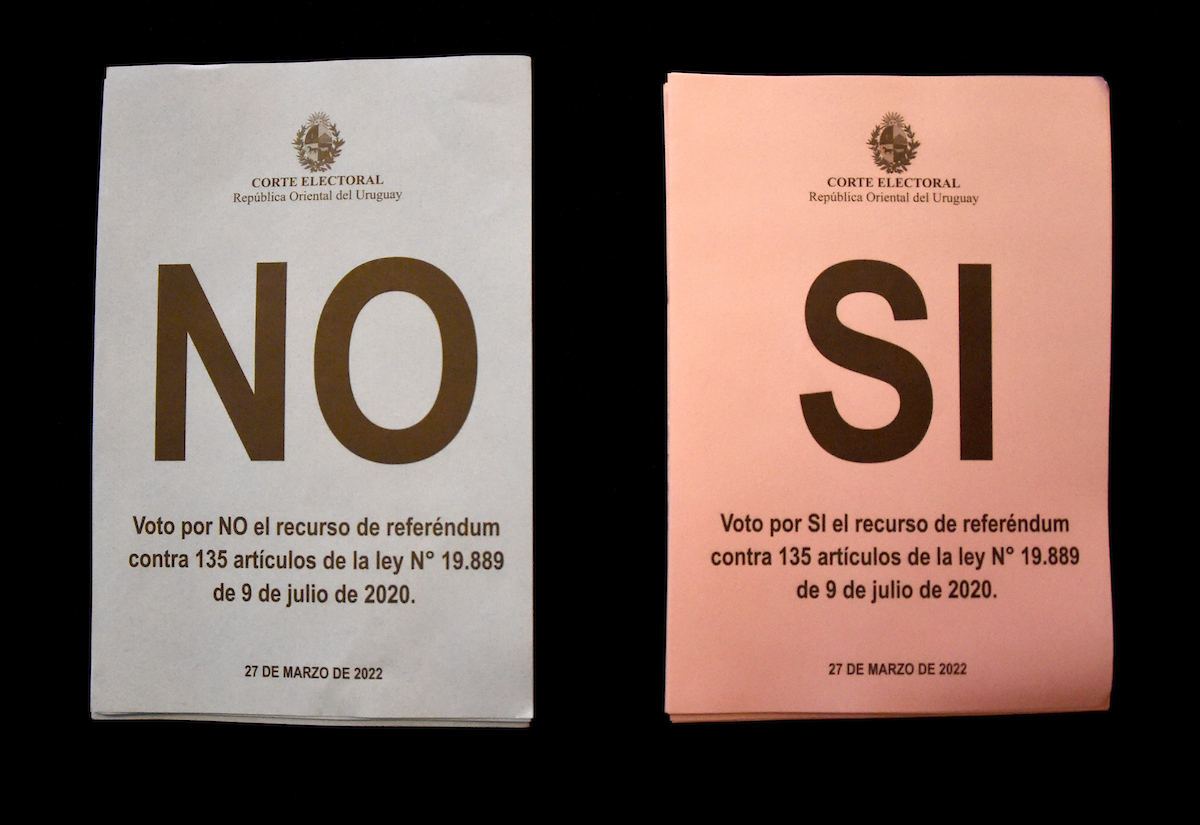 CORTE ELECTORAL
República Oriental del Uruguay
NO
Voto por NO el recurso de referéndum
contra 135 artículos de la ley N° 19.889
de 9 de julio de 2020.
27 DE MARZO DE 2022
CORTE ELECTORAL
República Oriental del Uruguay
SI
Voto por SI el recurso de referéndum
contra 135 artículos de la ley N° 19.889
de 9 de julio de 2020.
27 DE MARZO DE 2022